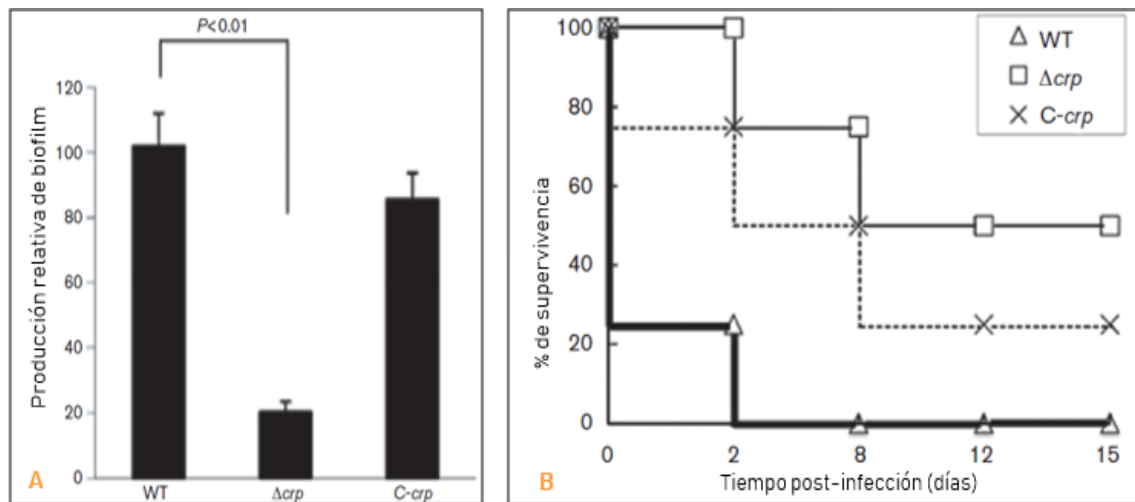 P<0.01
120
100
80
60
40
20
0
Producción relativa de biofilm
WT
Δcrp
C-crp
A
100
80
60
40
20
0
% de supervivencia
WT
Δcrp
C-crp
0 2 8 12 15
Tiempo post-infección (días)
B